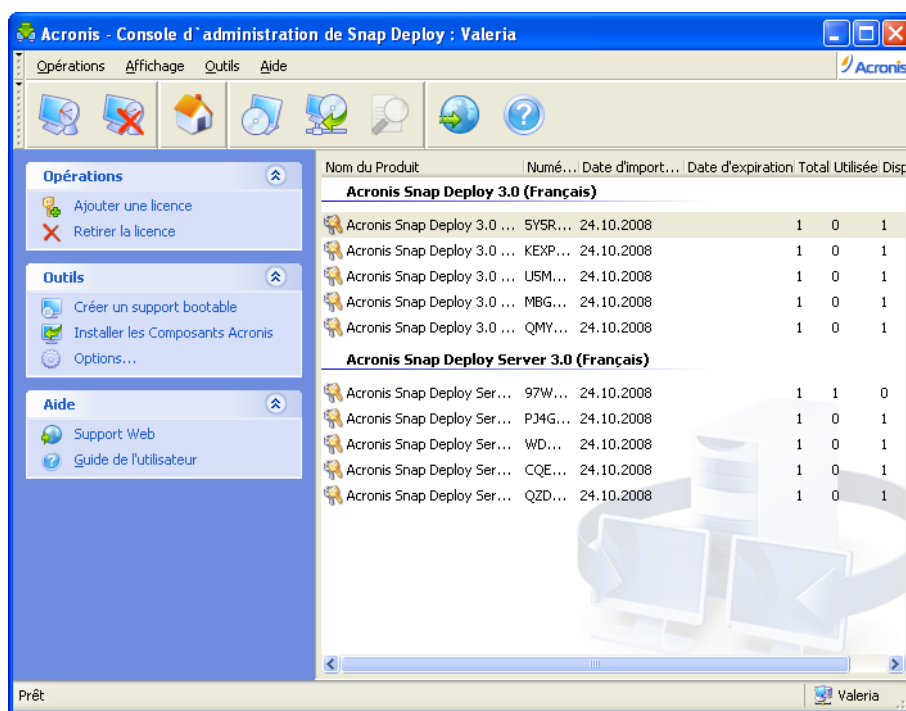 Acronis - Console d`administration de Snap Deploy : Valeria
Opérations Affichage Outils Aide
Acronis
Opérations
Ajouter une licence
Retirer la licence
Outils
Créer un support bootable
Installer les Composants Acronis
Options...
Aide
Support Web
Guide de l'utilisateur
Nom du Produit Numé... Date d'import... Date d'expiration Total Utilisée Disp
Acronis Snap Deploy 3.0 (Français)
Acronis Snap Deploy 3.0 ... 5Y5R... 24.10.2008 1 0 1
Acronis Snap Deploy 3.0 ... KEXP... 24.10.2008 1 0 1
Acronis Snap Deploy 3.0 ... U5M... 24.10.2008 1 0 1
Acronis Snap Deploy 3.0 ... MBG... 24.10.2008 1 0 1
Acronis Snap Deploy 3.0 ... QMY... 24.10.2008 1 0 1
Acronis Snap Deploy Server 3.0 (Français)
Acronis Snap Deploy Ser... 97W... 24.10.2008 1 1 0
Acronis Snap Deploy Ser... PJ4G... 24.10.2008 1 0 1
Acronis Snap Deploy Ser... WD... 24.10.2008 1 0 1
Acronis Snap Deploy Ser... CQE... 24.10.2008 1 0 1
Acronis Snap Deploy Ser... QZD... 24.10.2008 1 0 1
Prêt
Valeria